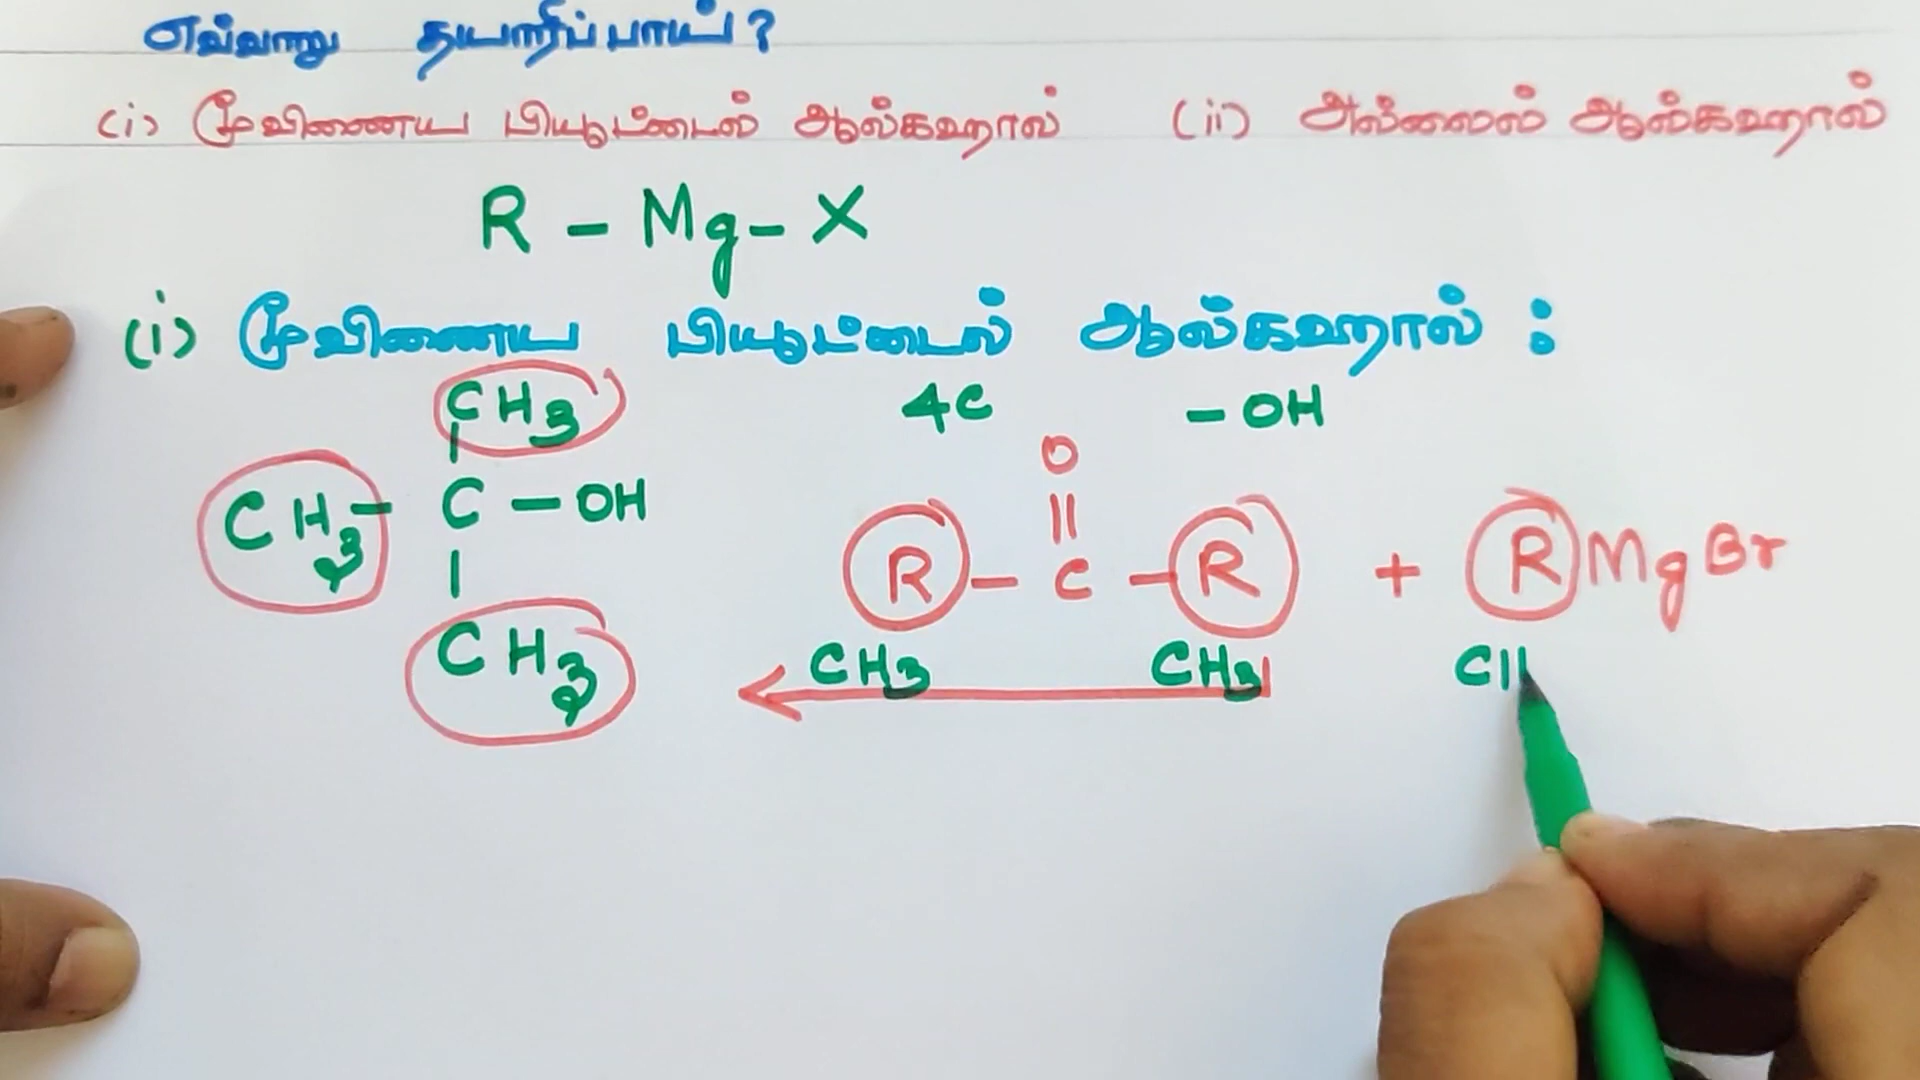 எவ்வாறு தயாரிப்பாய்?
(i) மூவிணைய பியூட்டைல் ஆல்கஹால் (ii) அல்லைல் ஆல்கஹால்
R - Mg - X
(i) மூவிணைய பியூட்டைல் ஆல்கஹால் :
CH3 4C - OH
O
CH3 - C - OH
R - C - R + RMgBr
CH3 CH3 CH3 CH